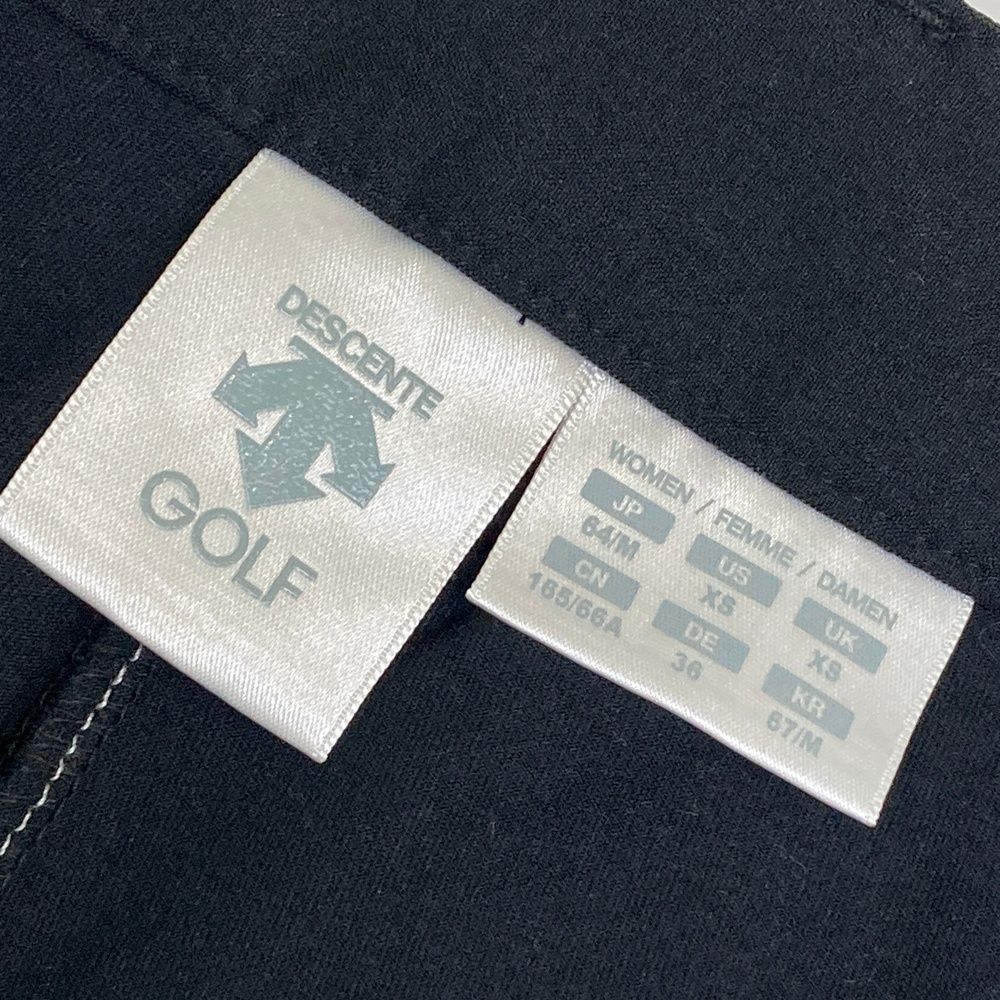 DESCENTE
GOLF
WOMEN / FEMME / DAMEN
JP US UK
64/M XS XS
CN DE KR
165/66A 36 67/M